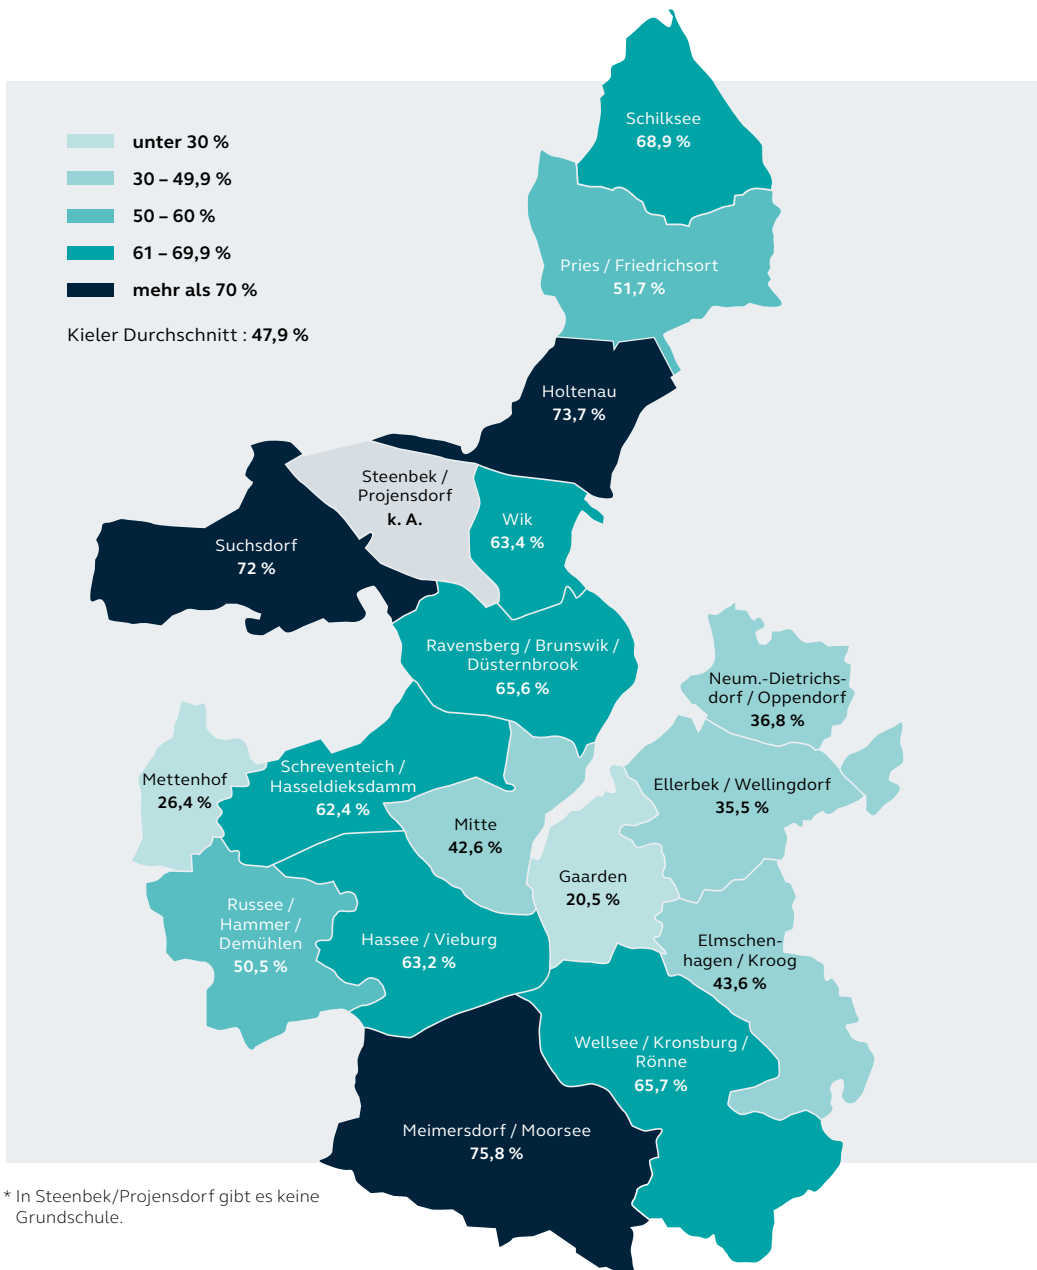 unter 30 %
30 – 49,9 %
50 – 60 %
61 – 69,9 %
mehr als 70 %
Kieler Durchschnitt : 47,9 %
Schilksee
68,9 %
Pries / Friedrichsort
51,7 %
Holtenau
73,7 %
Steenbek /
Projensdorf
k. A.
Wik
63,4 %
Suchsdorf
72 %
Ravensberg / Brunswik /
Düsternbrook
65,6 %
Neum.-Dietrichs-
dorf / Oppendorf
36,8 %
Mettenhof
26,4 %
Schreventeich /
Hasseldieksdamm
62,4 %
Ellerbek / Wellingdorf
35,5 %
Mitte
42,6 %
Gaarden
20,5 %
Russee /
Hammer /
Demühlen
50,5 %
Hassee / Vieburg
63,2 %
Elmschen-
hagen / Kroog
43,6 %
Wellsee / Kronsburg /
Rönne
65,7 %
Meimersdorf / Moorsee
75,8 %
* In Steenbek/Projensdorf gibt es keine
Grundschule.